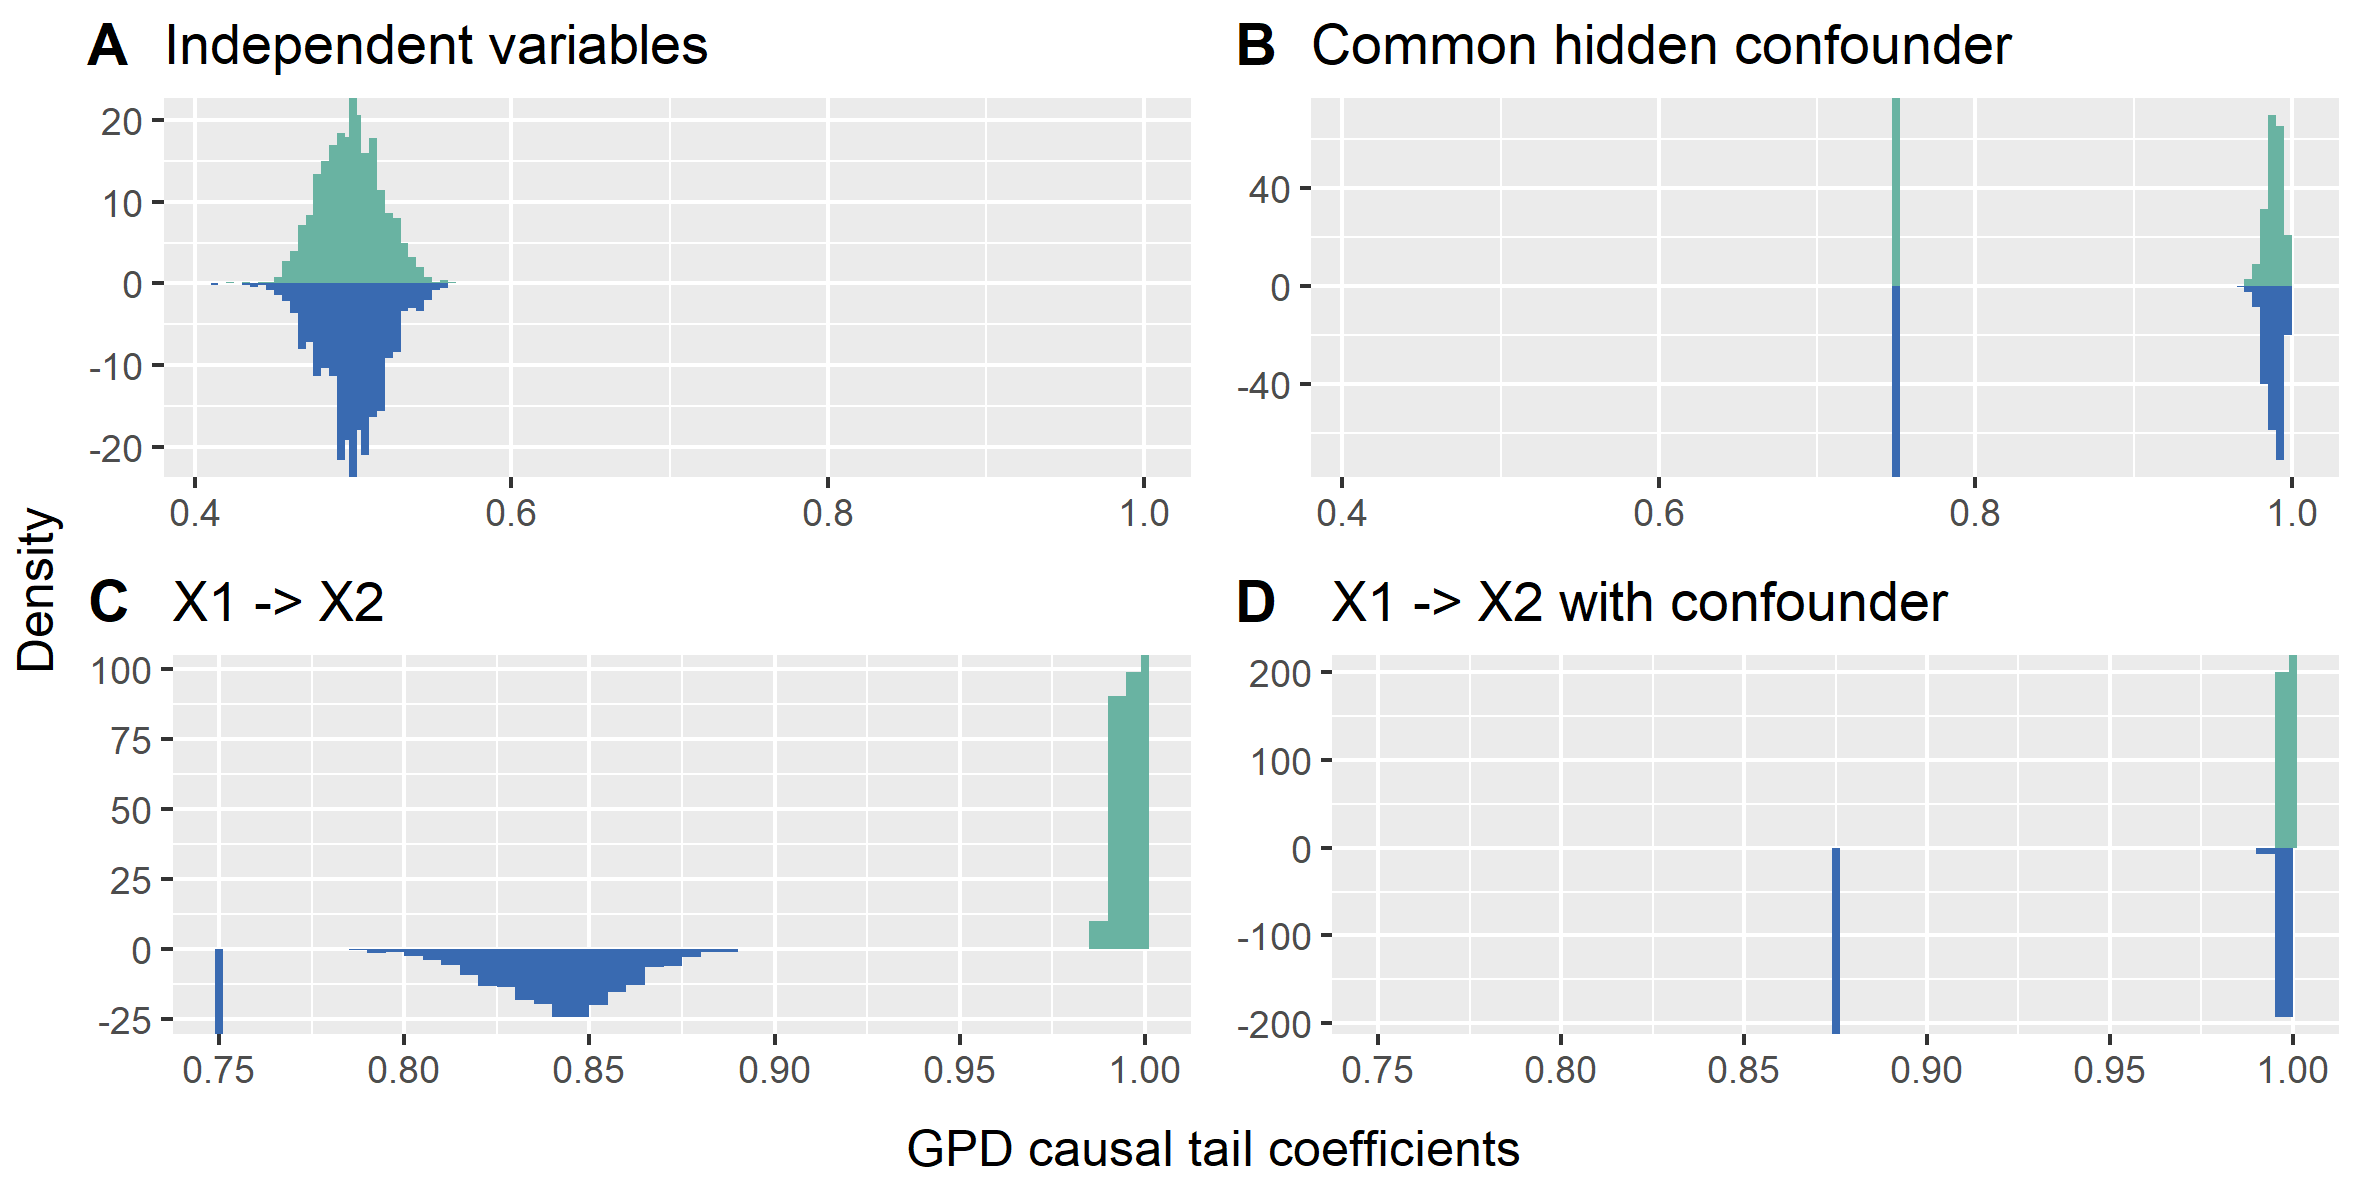 A Independent variables
20
10
0
-10
-20
0.4 0.6 0.8 1.0
B Common hidden confounder
40
0
-40
0.4 0.6 0.8 1.0
Density
C X1 -> X2
100
75
50
25
0
-25
0.75 0.80 0.85 0.90 0.95 1.00
D X1 -> X2 with confounder
200
100
0
-100
-200
0.75 0.80 0.85 0.90 0.95 1.00
GPD causal tail coefficients